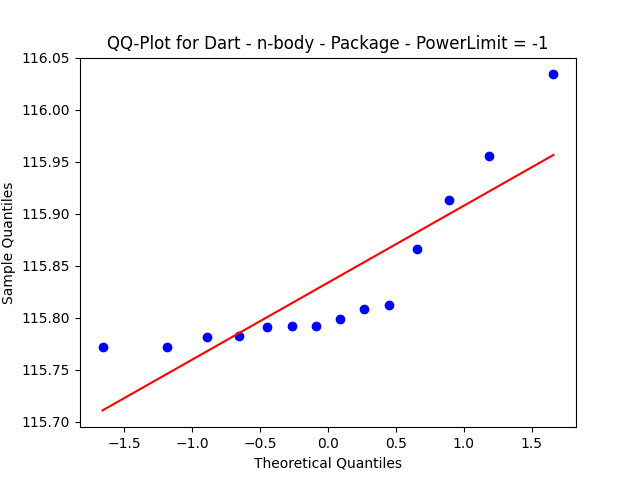 QQ-Plot for Dart - n-body - Package - PowerLimit = -1
116.05
116.00
115.95
115.90
115.85
115.80
115.75
115.70
Sample Quantiles
−1.5 −1.0 −0.5 0.0 0.5 1.0 1.5
Theoretical Quantiles